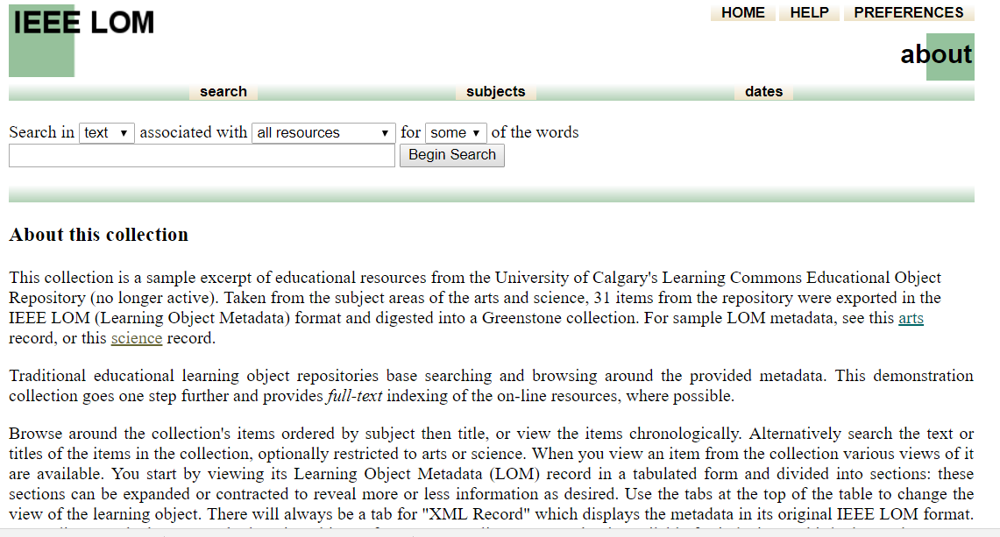 IEEE LOM
HOME HELP PREFERENCES
about
search subjects dates
Search in text associated with all resources for some of the words
Begin Search
About this collection
This collection is a sample excerpt of educational resources from the University of Calgary's Learning Commons Educational Object
Repository (no longer active). Taken from the subject areas of the arts and science, 31 items from the repository were exported in the
IEEE LOM (Learning Object Metadata) format and digested into a Greenstone collection. For sample LOM metadata, see this arts
record, or this science record.
Traditional educational learning object repositories base searching and browsing around the provided metadata. This demonstration
collection goes one step further and provides full-text indexing of the on-line resources, where possible.
Browse around the collection's items ordered by subject then title, or view the items chronologically. Alternatively search the text or
titles of the items in the collection, optionally restricted to arts or science. When you view an item from the collection various views of it
are available. You start by viewing its Learning Object Metadata (LOM) record in a tabulated form and divided into sections: these
sections can be expanded or contracted to reveal more or less information as desired. Use the tabs at the top of the table to change the
view of the learning object. There will always be a tab for "XML Record" which displays the metadata in its original IEEE LOM format.